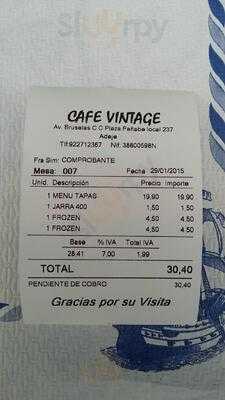 Sluurpy
CAFE VINTAGE
Av. Bruselas C.C Plaza Peñaba local 237
Adeje
Tlf:922712367 Nif: 38600598N
Fra Sim: COMPROBANTE
Mesa: 007 Fecha 29/01/2015
Unid. Descripción Precio Importe
1 MENU TAPAS 19,90 19,90
1 JARRA 400 1,50 1,50
1 FROZEN 4,50 4,50
1 FROZEN 4,50 4,50
Base % IVA Total IVA
28,41 7,00 1,99
TOTAL 30,40
PENDIENTE DE COBRO 30,40
Gracias por su Visita